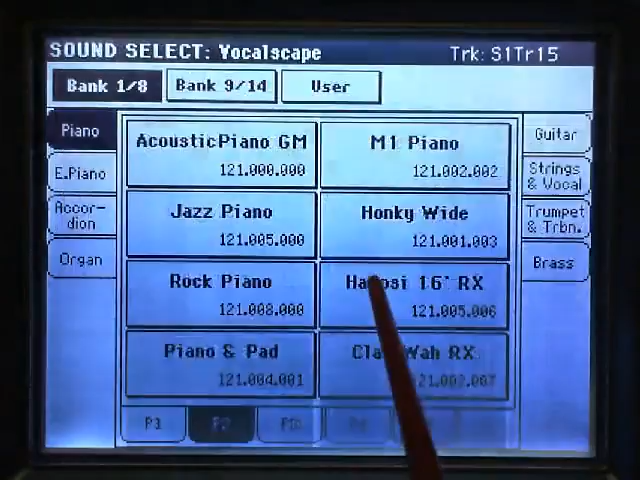 SOUND SELECT: Vocalscape
Trk: S1Tr15
Bank 1/8
Bank 9/14
User
Piano
E.Piano
Accor-
dion
Organ
AcousticPiano GM
121.000.000
M1 Piano
121.002.002
Jazz Piano
121.005.000
Honky Wide
121.001.003
Rock Piano
121.008.000
16' RX
121.005.006
Piano & Pad
121.004.001
Wah RX
Guitar
Strings
& Vocal
Trumpet
& Trbn.
Brass